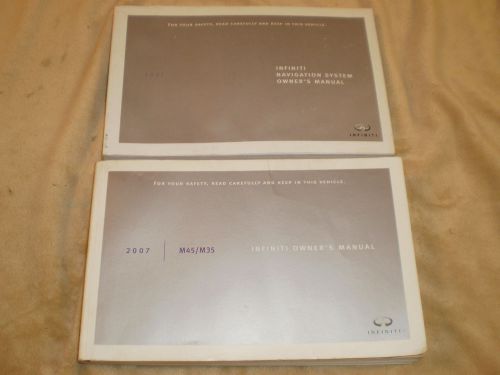 FOR YOUR SAFETY, READ CAREFULLY AND KEEP IN THIS VEHICLE.
2007
INFINITI
NAVIGATION SYSTEM
OWNER'S MANUAL
INFINITI
FOR YOUR SAFETY, READ CAREFULLY AND KEEP IN THIS VEHICLE.
2007 | M45/M35 INFINITI OWNER'S MANUAL
INFINITI